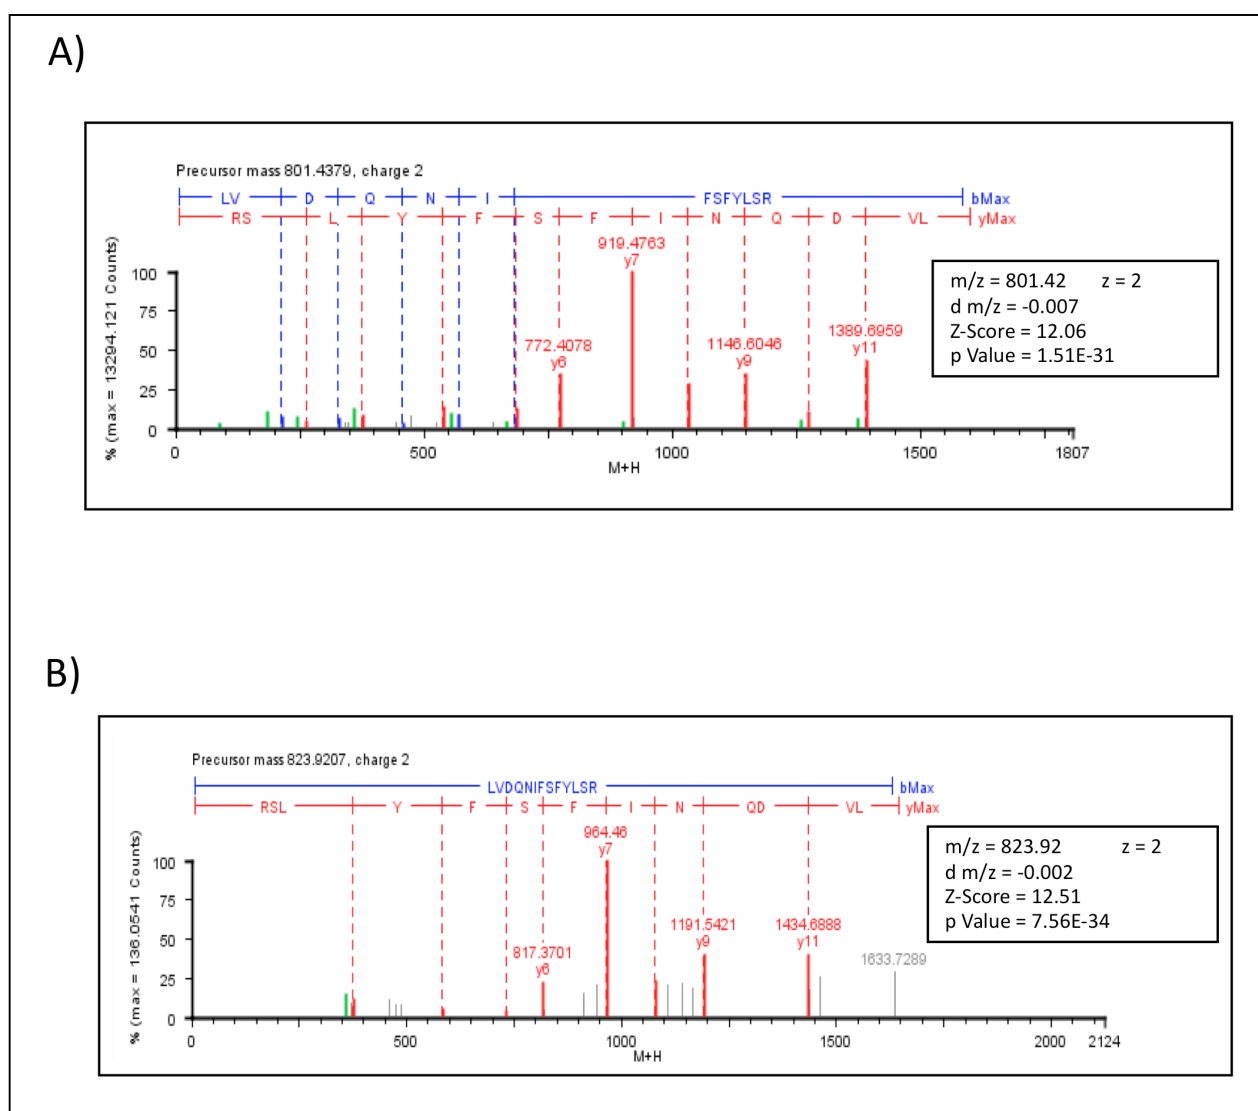 A)
Precursor mass 801.4379, charge 2
LV D Q N I FSFYLSR bMax
RS L Y F S F I N Q D VL yMax
919.4763
y7
772.4078
y6
1146.6046
y9
1389.6959
y11
% (max = 13294.121 Counts)
100
75
50
25
0
0 500 1000 1500 1807
M+H
m/z = 801.42 z = 2
d m/z = -0.007
Z-Score = 12.06
p Value = 1.51E-31
B)
Precursor mass 823.9207, charge 2
LVDQNIFSFYLSR bMax
RSL Y F S F I N QD VL yMax
964.46
y7
817.3701
y6
1191.5421
y9
1434.6888
y11
1633.7289
% (max = 136.0541 Counts)
100
75
50
25
0
0 500 1000 1500 2000 2124
M+H
m/z = 823.92 z = 2
d m/z = -0.002
Z-Score = 12.51
p Value = 7.56E-34